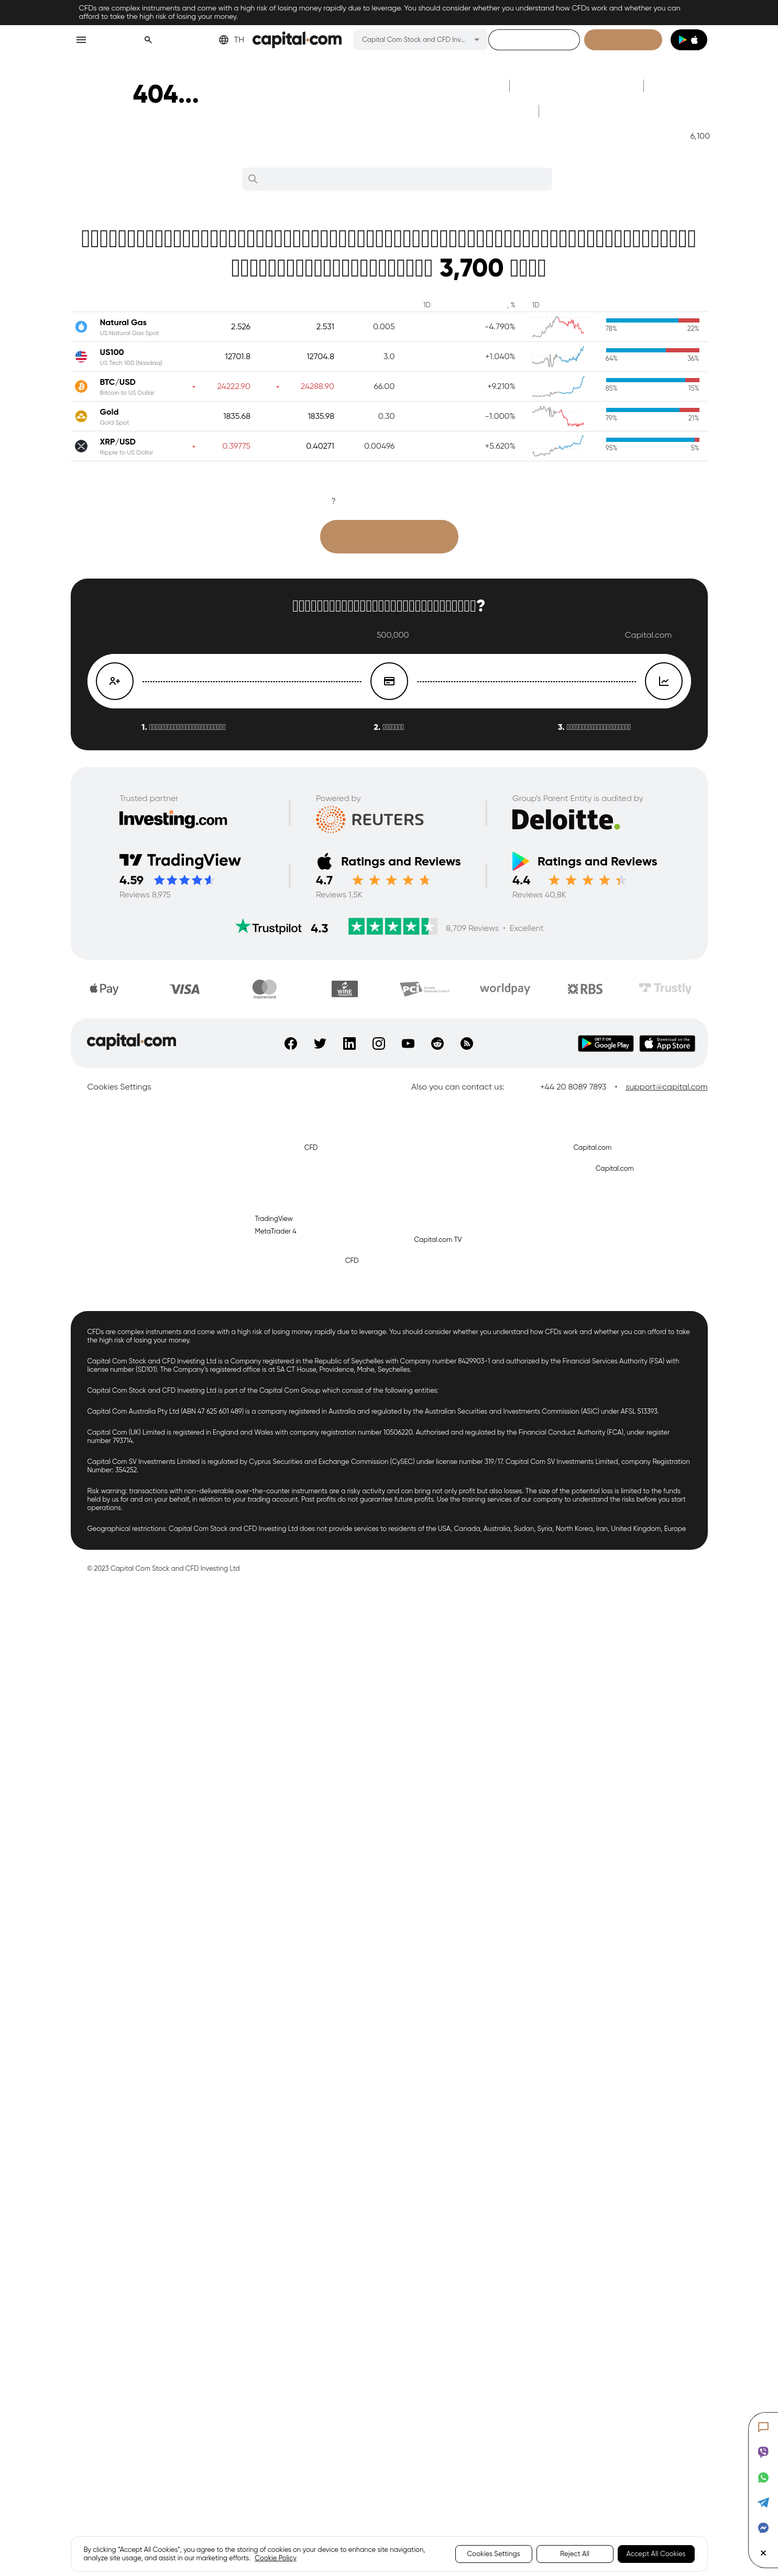 CFDs are complex instruments and come with a high risk of losing money rapidly due to leverage. You should consider whether you understand how CFDs work and whether you can
afford to take the high risk of losing your money.
TH
capital.com
Capital Com Stock and CFD Inv...
404...
6,100
3,700
1D , % 1D
Natural Gas
US Natural Gas Spot
2.526 2.531 0.005 -4.790% 78% 22%
US100
US Tech 100 (Nasdaq)
12701.8 12704.8 3.0 +1.040% 64% 36%
BTC/USD
Bitcoin to US Dollar
24222.90 24288.90 66.00 +9.210% 85% 15%
Gold
Gold Spot
1835.68 1835.98 0.30 -1.000% 79% 21%
XRP/USD
Ripple to US Dollar
0.39775 0.40271 0.00496 +5.620% 95% 5%
?
?
500,000 Capital.com
1. 2. 3.
Trusted partner
Investing.com
Powered by
REUTERS
Group's Parent Entity is audited by
Deloitte.
TradingView
4.59
Reviews 8,975
Ratings and Reviews
4.7
Reviews 1,5K
Ratings and Reviews
4.4
Reviews 40,8K
Trustpilot 4.3 8,709 Reviews • Excellent
Pay VISA mastercard WIRE TRANSFER PCI worldpay RBS Trustly
capital.com
GET IT ON
Google Play
Download on the
App Store
Cookies Settings
Also you can contact us: +44 20 8089 7893 • support@capital.com
CFD
Capital.com
Capital.com
TradingView
MetaTrader 4
Capital.com TV
CFD
CFDs are complex instruments and come with a high risk of losing money rapidly due to leverage. You should consider whether you understand how CFDs work and whether you can afford to take
the high risk of losing your money.
Capital Com Stock and CFD Investing Ltd is a Company registered in the Republic of Seychelles with Company number 8429903-1 and authorized by the Financial Services Authority (FSA) with
license number (SD101). The Company's registered office is at 5A CT House, Providence, Mahe, Seychelles.
Capital Com Stock and CFD Investing Ltd is part of the Capital Com Group which consist of the following entities:
Capital Com Australia Pty Ltd (ABN 47 625 601 489) is a company registered in Australia and regulated by the Australian Securities and Investments Commission (ASIC) under AFSL 513393.
Capital Com (UK) Limited is registered in England and Wales with company registration number 10506220. Authorised and regulated by the Financial Conduct Authority (FCA), under register
number 793714.
Capital Com SV Investments Limited is regulated by Cyprus Securities and Exchange Commission (CySEC) under license number 319/17. Capital Com SV Investments Limited, company Registration
Number: 354252.
Risk warning: transactions with non-deliverable over-the-counter instruments are a risky activity and can bring not only profit but also losses. The size of the potential loss is limited to the funds
held by us for and on your behalf, in relation to your trading account. Past profits do not guarantee future profits. Use the training services of our company to understand the risks before you start
operations.
Geographical restrictions: Capital Com Stock and CFD Investing Ltd does not provide services to residents of the USA, Canada, Australia, Sudan, Syria, North Korea, Iran, United Kingdom, Europe
© 2023 Capital Com Stock and CFD Investing Ltd
By clicking "Accept All Cookies", you agree to the storing of cookies on your device to enhance site navigation,
analyze site usage, and assist in our marketing efforts. Cookie Policy
Cookies Settings
Reject All
Accept All Cookies